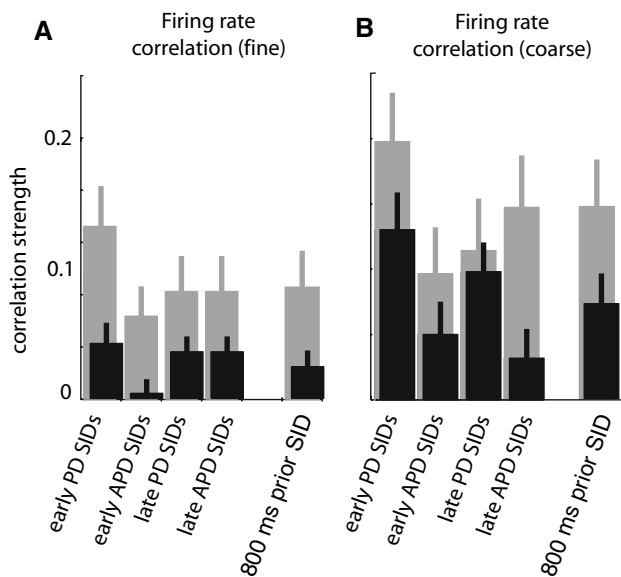 A
Firing rate
correlation (fine)
B
Firing rate
correlation (coarse)
correlation strength
0.2
0.1
0
early PD SIDs
early APD SIDs
late PD SIDs
late APD SIDs
800 ms prior SID
early PD SIDs
early APD SIDs
late PD SIDs
late APD SIDs
800 ms prior SID